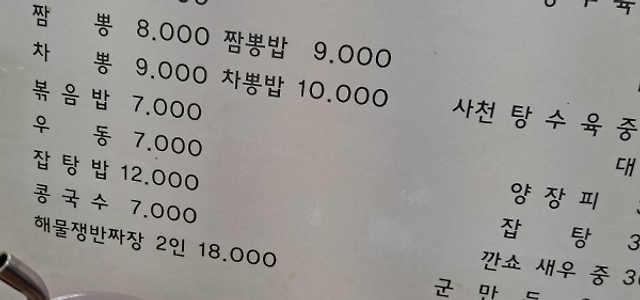 짬 뽕 8.000 짬뽕밥 9.000
차 뽕 9.000 차뽕밥 10.000
볶음밥 7.000
우 동 7.000
잡탕밥 12.000
콩국수 7.000
해물쟁반짜장 2인 18.000
사천 탕 수 육 중
대
양 장 피
잡 탕
깐쇼 새우 중
군 만 두